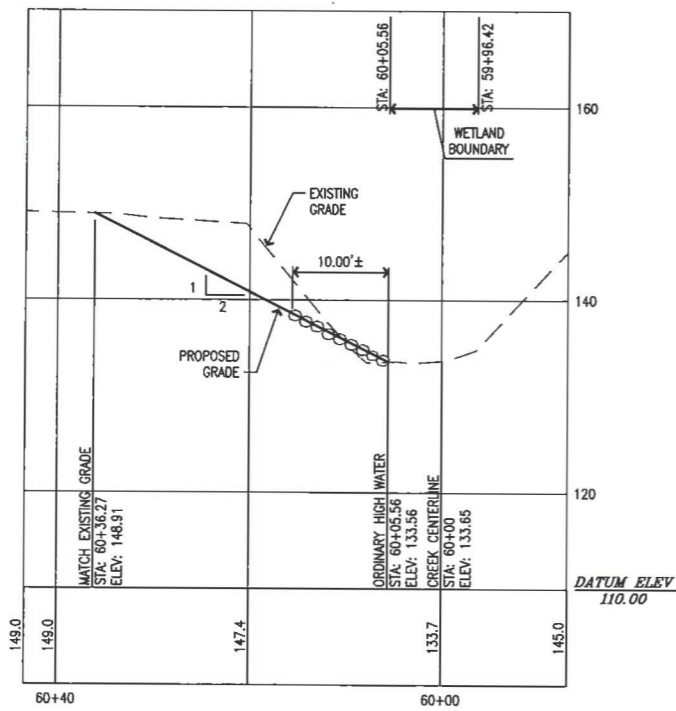 STA: 60+05.56
STA: 59+96.42
160
WETLAND
BOUNDARY
EXISTING
GRADE
10.00'±
1
2
140
PROPOSED
GRADE
120
MATCH EXISTING GRADE
STA: 60+36.27
ELEV: 148.91
ORDINARY HIGH WATER
STA: 60+05.56
ELEV: 133.56
CREEK CENTERLINE
STA: 60+00
ELEV: 133.65
DATUM ELEV
110.00
149.0
149.0
147.4
133.7
145.0
60+40
60+00